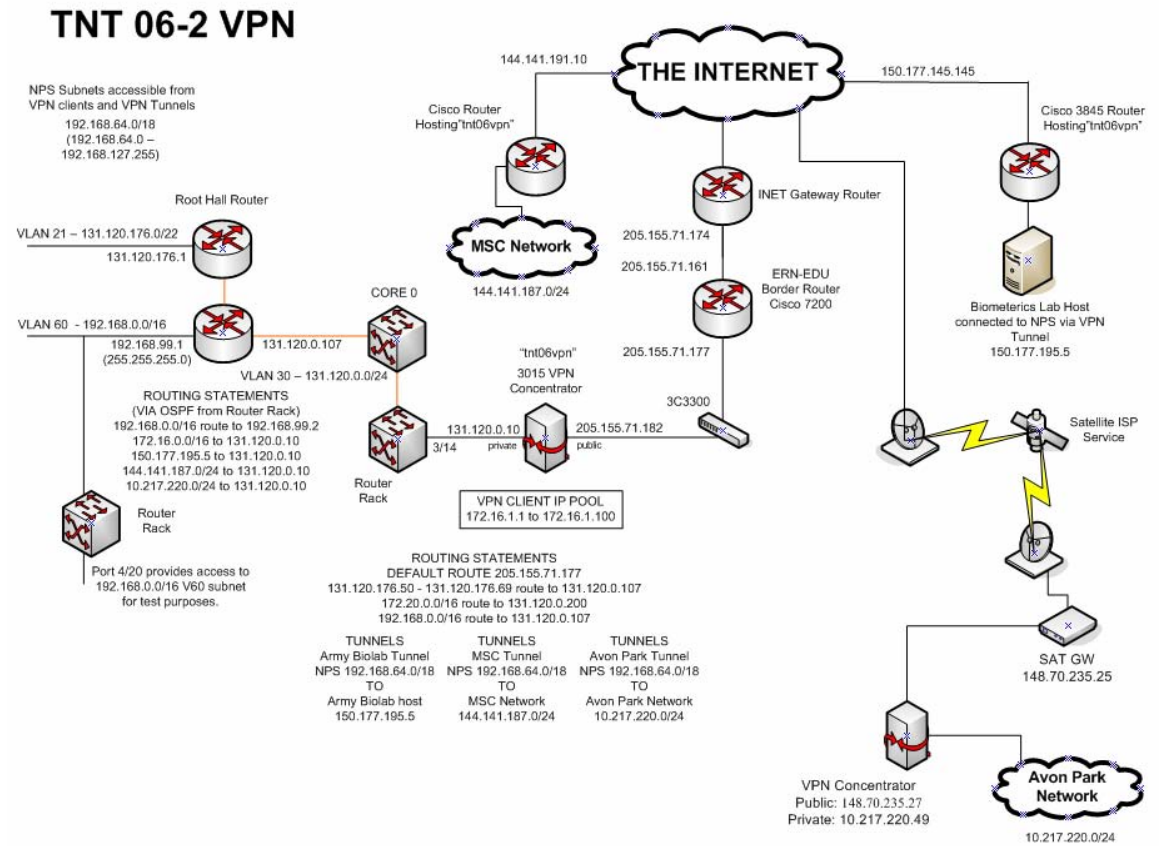 TNT 06-2 VPN
NPS Subnets accessible from
VPN clients and VPN Tunnels
192.168.64.0/18
(192.168.64.0 –
192.168.127.255)
144.141.191.10
THE INTERNET
150.177.145.145
Cisco Router
Hosting"tnt06vpn"
Cisco 3845 Router
Hosting"tnt06vpn"
INET Gateway Router
MSC Network
144.141.187.0/24
205.155.71.174
205.155.71.161
ERN-EDU
Border Router
Cisco 7200
205.155.71.177
Biometerics Lab Host
connected to NPS via VPN
Tunnel
150.177.195.5
Root Hall Router
VLAN 21 – 131.120.176.0/22
131.120.176.1
CORE 0
VLAN 60 - 192.168.0.0/16
192.168.99.1
(255.255.255.0)
131.120.0.107
VLAN 30 – 131.120.0.0/24
"tnt06vpn"
3015 VPN
Concentrator
3C3300
ROUTING STATEMENTS
(VIA OSPF from Router Rack)
192.168.0.0/16 route to 192.168.99.2
172.16.0.0/16 to 131.120.0.10
150.177.195.5 to 131.120.0.10
144.141.187.0/24 to 131.120.0.10
10.217.220.0/24 to 131.120.0.10
131.120.0.10
private
3/14
205.155.71.182
public
Router
Rack
Satellite ISP
Service
VPN CLIENT IP POOL
172.16.1.1 to 172.16.1.100
Router
Rack
Port 4/20 provides access to
192.168.0.0/16 V60 subnet
for test purposes.
ROUTING STATEMENTS
DEFAULT ROUTE 205.155.71.177
131.120.176.50 - 131.120.176.69 route to 131.120.0.107
172.20.0.0/16 route to 131.120.0.200
192.168.0.0/16 route to 131.120.0.107
TUNNELS
Army Biolab Tunnel
NPS 192.168.64.0/18
TO
Army Biolab host
150.177.195.5
TUNNELS
MSC Tunnel
NPS 192.168.64.0/18
TO
MSC Network
144.141.187.0/24
TUNNELS
Avon Park Tunnel
NPS 192.168.64.0/18
TO
Avon Park Network
10.217.220.0/24
SAT GW
148.70.235.25
VPN Concentrator
Public: 148.70.235.27
Private: 10.217.220.49
Avon Park
Network
10.217.220.0/24